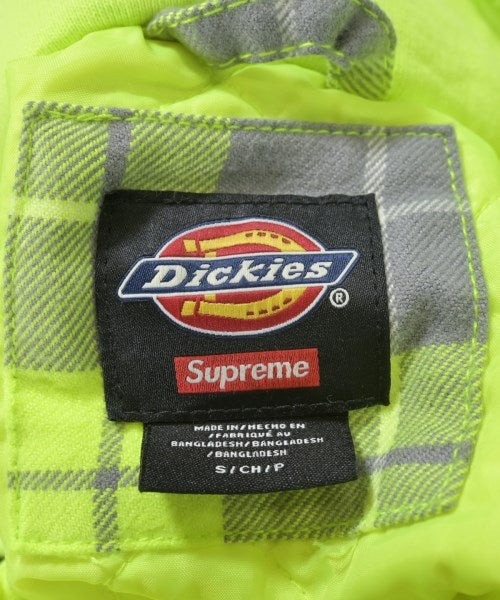 Dickies
®
Supreme
MADE IN/HECHO EN
/FABRIQUÉ AU
BANGLADESH/BANGLADESH
/BANGLADESH
S/CH/P